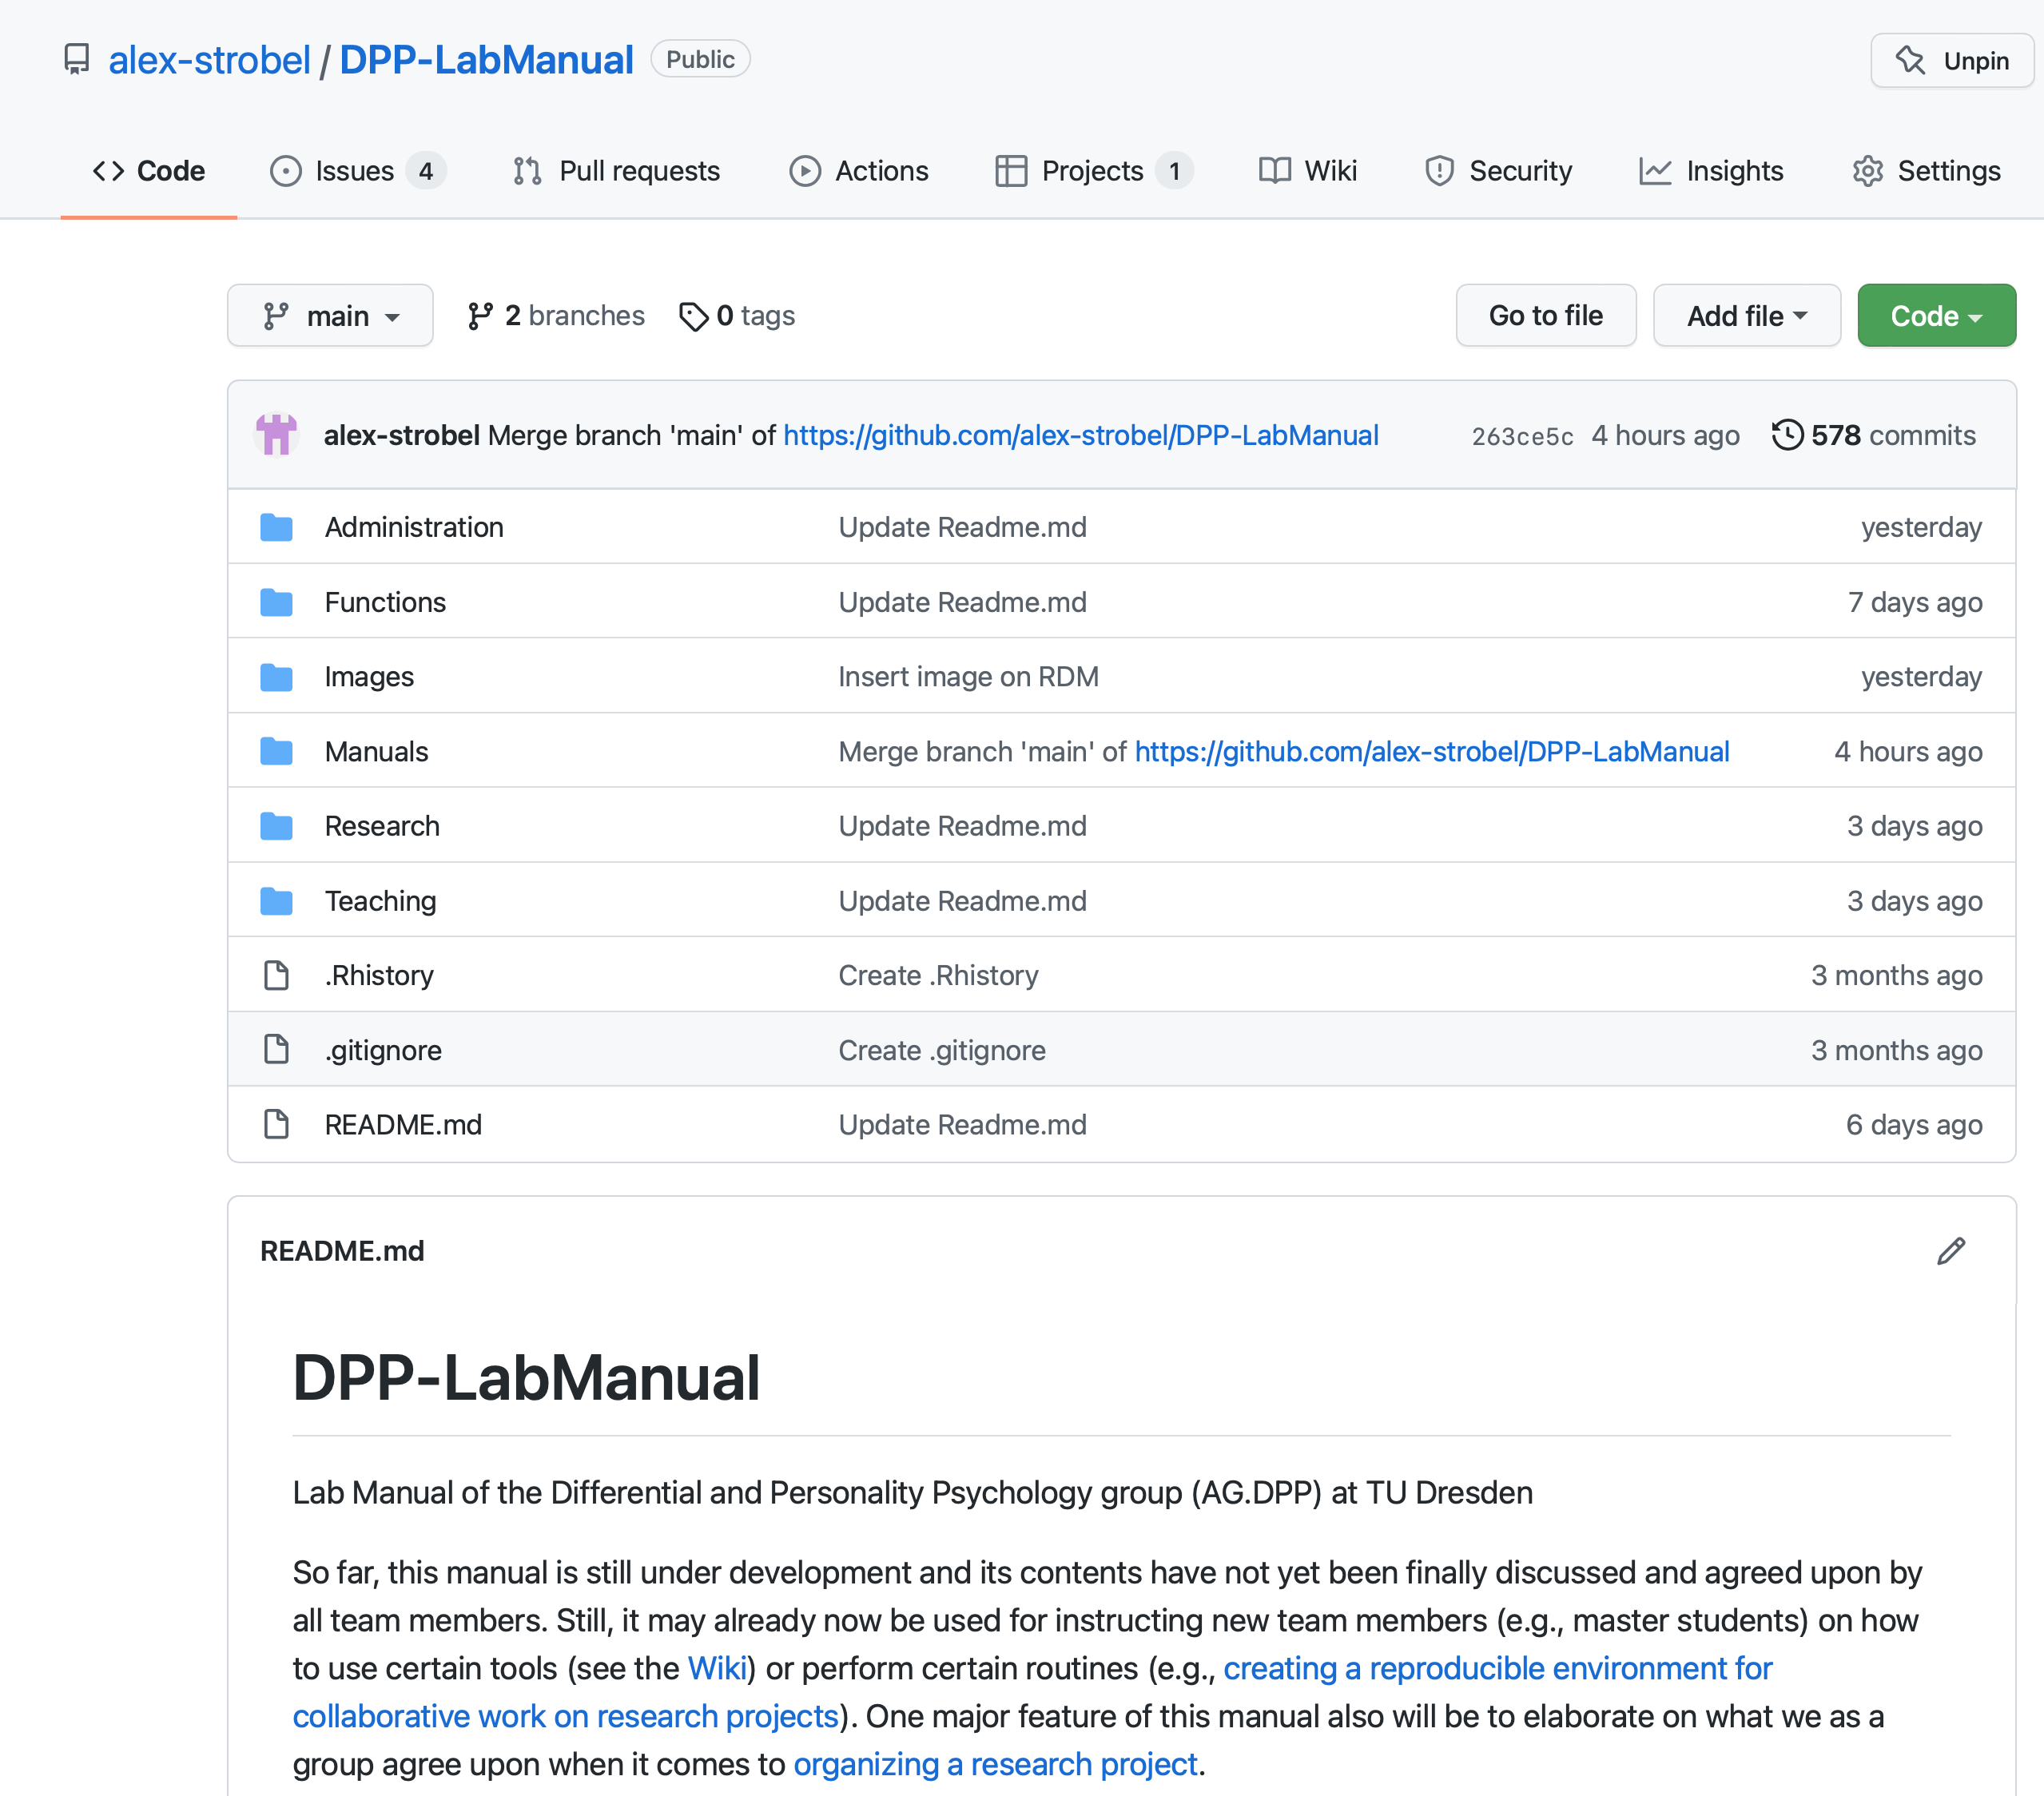 alex-strobel / DPP-LabManual Public Unpin
Code Issues 4 Pull requests Actions Projects 1 Wiki Security Insights Settings
main 2 branches 0 tags Go to file Add file Code
alex-strobel Merge branch 'main' of https://github.com/alex-strobel/DPP-LabManual 263ce5c 4 hours ago 578 commits
Administration Update Readme.md yesterday
Functions Update Readme.md 7 days ago
Images Insert image on RDM yesterday
Manuals Merge branch 'main' of https://github.com/alex-strobel/DPP-LabManual 4 hours ago
Research Update Readme.md 3 days ago
Teaching Update Readme.md 3 days ago
.Rhistory Create .Rhistory 3 months ago
.gitignore Create .gitignore 3 months ago
README.md Update Readme.md 6 days ago
README.md
DPP-LabManual
Lab Manual of the Differential and Personality Psychology group (AG.DPP) at TU Dresden
So far, this manual is still under development and its contents have not yet been finally discussed and agreed upon by
all team members. Still, it may already now be used for instructing new team members (e.g., master students) on how
to use certain tools (see the Wiki) or perform certain routines (e.g., creating a reproducible environment for
collaborative work on research projects). One major feature of this manual also will be to elaborate on what we as a
group agree upon when it comes to organizing a research project.